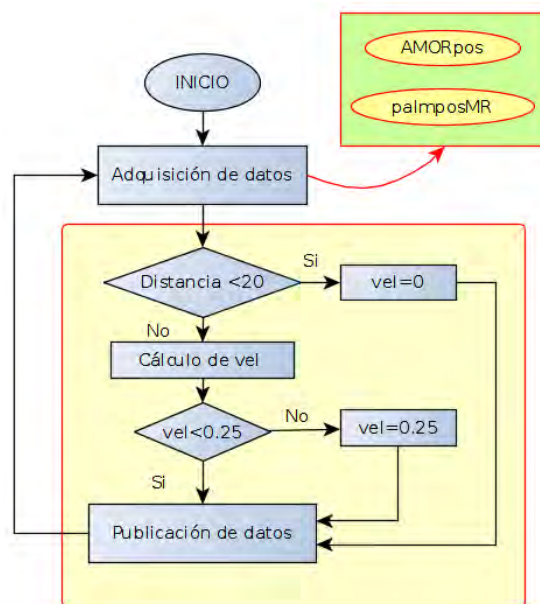 AMORpos
INICIO
palmposMR
Adquisición de datos
Si
Distancia <20
vel=0
No
Cálculo de vel
No
vel<0.25
vel=0.25
Si
Publicación de datos